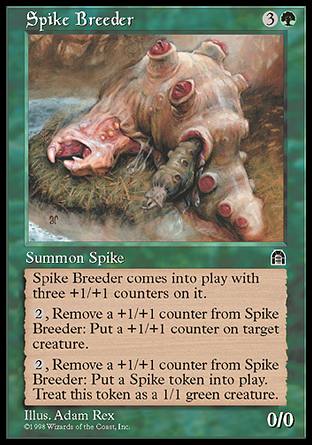 Spike Breeder 3
Summon Spike
Spike Breeder comes into play with
three +1/+1 counters on it.
2, Remove a +1/+1 counter from Spike
Breeder: Put a +1/+1 counter on target
creature.
2, Remove a +1/+1 counter from Spike
Breeder: Put a Spike token into play.
Treat this token as a 1/1 green creature.
Illus. Adam Rex
©1998 Wizards of the Coast, Inc.
0/0